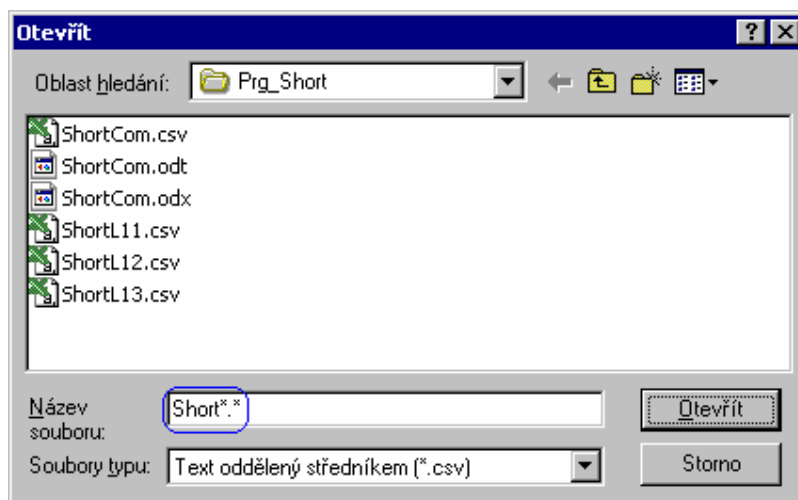 Otevřít
Oblast hledání: Prg_Short
ShortCom.csv
ShortCom.odt
ShortCom.odx
ShortL11.csv
ShortL12.csv
ShortL13.csv
Název souboru: Short*.* Otevřít
Soubory typu: Text oddělený středníkem (*.csv) Storno